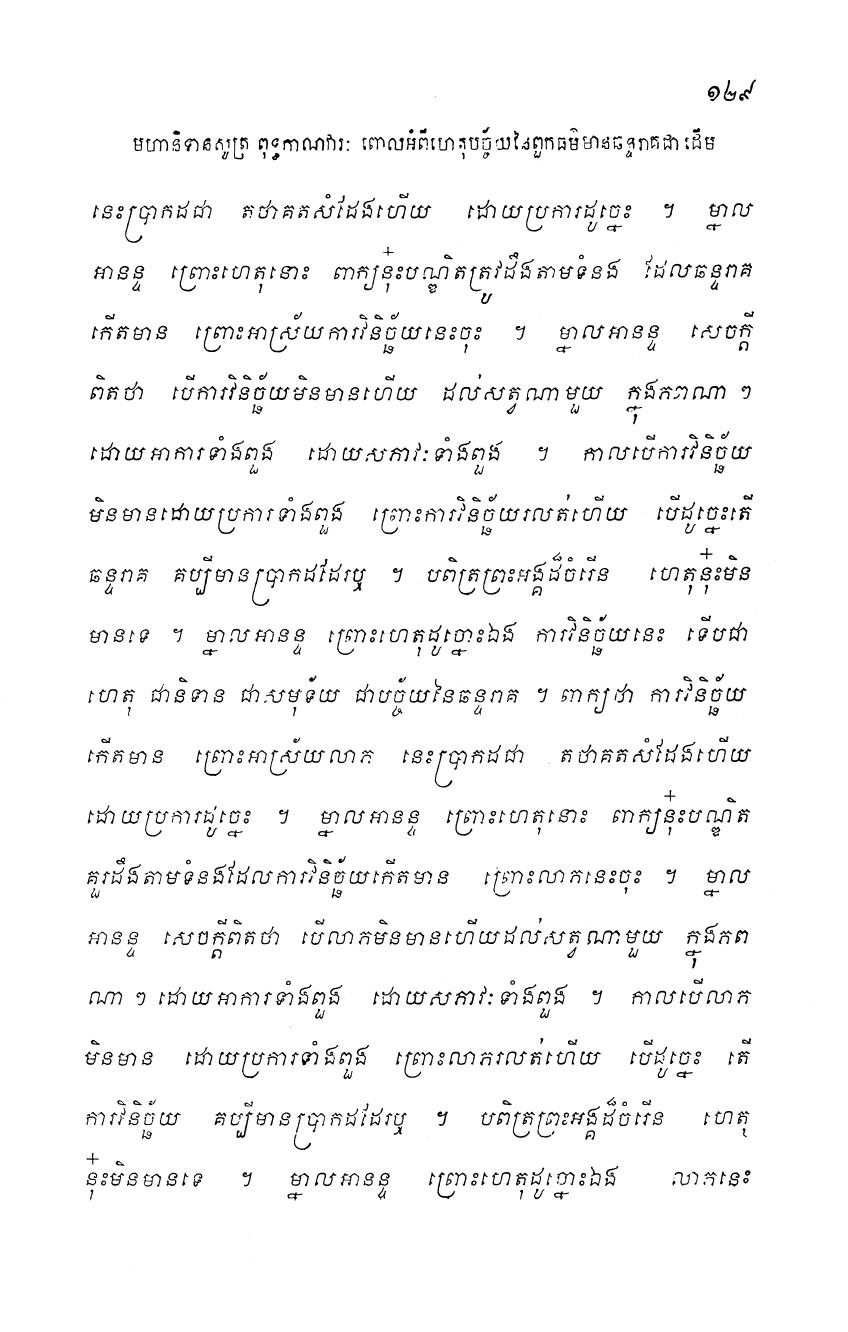 ១២៩
មហានិទានសូត្រ ពុទ្ធភាណវារៈ ពោលអំពីហេតុបច្ច័យនៃពួកធម៌មានឆន្ទរាគជាដើម
នេះប្រាកដជា តថាគតសំដែងហើយ ដោយប្រការដូច្នេះ ។ ម្នាល
អានន្ទ ព្រោះហេតុនោះ ពាក្យនុ៎ះបណ្ឌិតត្រូវដឹងតាមទំនង ដែលឆន្ទរាគ
កើតមាន ព្រោះអាស្រ័យការវិនិច្ឆ័យនេះចុះ ។ ម្នាលអានន្ទ សេចក្តី
ពិតថា បើការវិនិច្ឆ័យមិនមានហើយ ដល់សត្វណាមួយ ក្នុងភពណា ៗ
ដោយអាការទាំងពួង ដោយសភាវៈទាំងពួង ។ កាលបើការវិនិច្ឆ័យ
មិនមានដោយប្រការទាំងពួង ព្រោះការវិនិច្ឆ័យរលត់ហើយ បើដូច្នេះតើ
ឆន្ទរាគ គប្បីមានប្រាកដដែរឬ ។ បពិត្រព្រះអង្គដ៏ចំរើន ហេតុនុ៎ះមិន
មានទេ ។ ម្នាលអានន្ទ ព្រោះហេតុដូច្នោះឯង ការវិនិច្ឆ័យនេះ ទើបជា
ហេតុ ជានិទាន ជាសមុទ័យ ជាបច្ច័យនៃឆន្ទរាគ ។ ពាក្យថា ការវិនិច្ឆ័យ
កើតមាន ព្រោះអាស្រ័យលាភ នេះប្រាកដជា តថាគតសំដែងហើយ
ដោយប្រការដូច្នេះ ។ ម្នាលអានន្ទ ព្រោះហេតុនោះ ពាក្យនុ៎ះបណ្ឌិត
គួរដឹងតាមទំនងដែលការវិនិច្ឆ័យកើតមាន ព្រោះលាភនេះចុះ ។ ម្នាល
អានន្ទ សេចក្តីពិតថា បើលាភមិនមានហើយដល់សត្វណាមួយ ក្នុងភព
ណា ៗ ដោយអាការទាំងពួង ដោយសភាវៈទាំងពួង ។ កាលបើលាភ
មិនមាន ដោយប្រការទាំងពួង ព្រោះលាភរលត់ហើយ បើដូច្នេះ តើ
ការវិនិច្ឆ័យ គប្បីមានប្រាកដដែរឬ ។ បពិត្រព្រះអង្គដ៏ចំរើន ហេតុ
នុ៎ះមិនមានទេ ។ ម្នាលអានន្ទ ព្រោះហេតុដូច្នោះឯង លាភនេះ